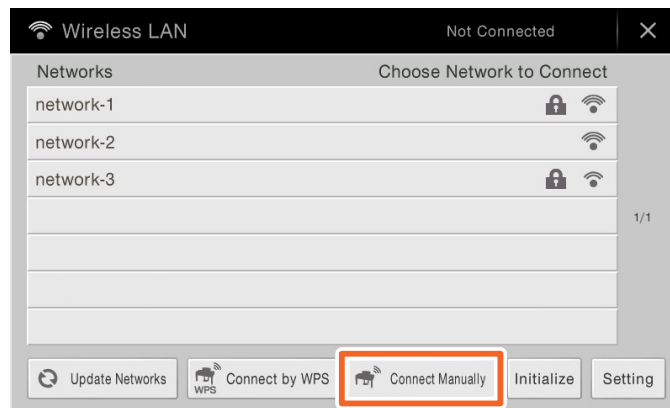 Wireless LAN Not Connected
Networks Choose Network to Connect
network-1
network-2
network-3
1/1
Update Networks WPS Connect by WPS Connect Manually Initialize Setting